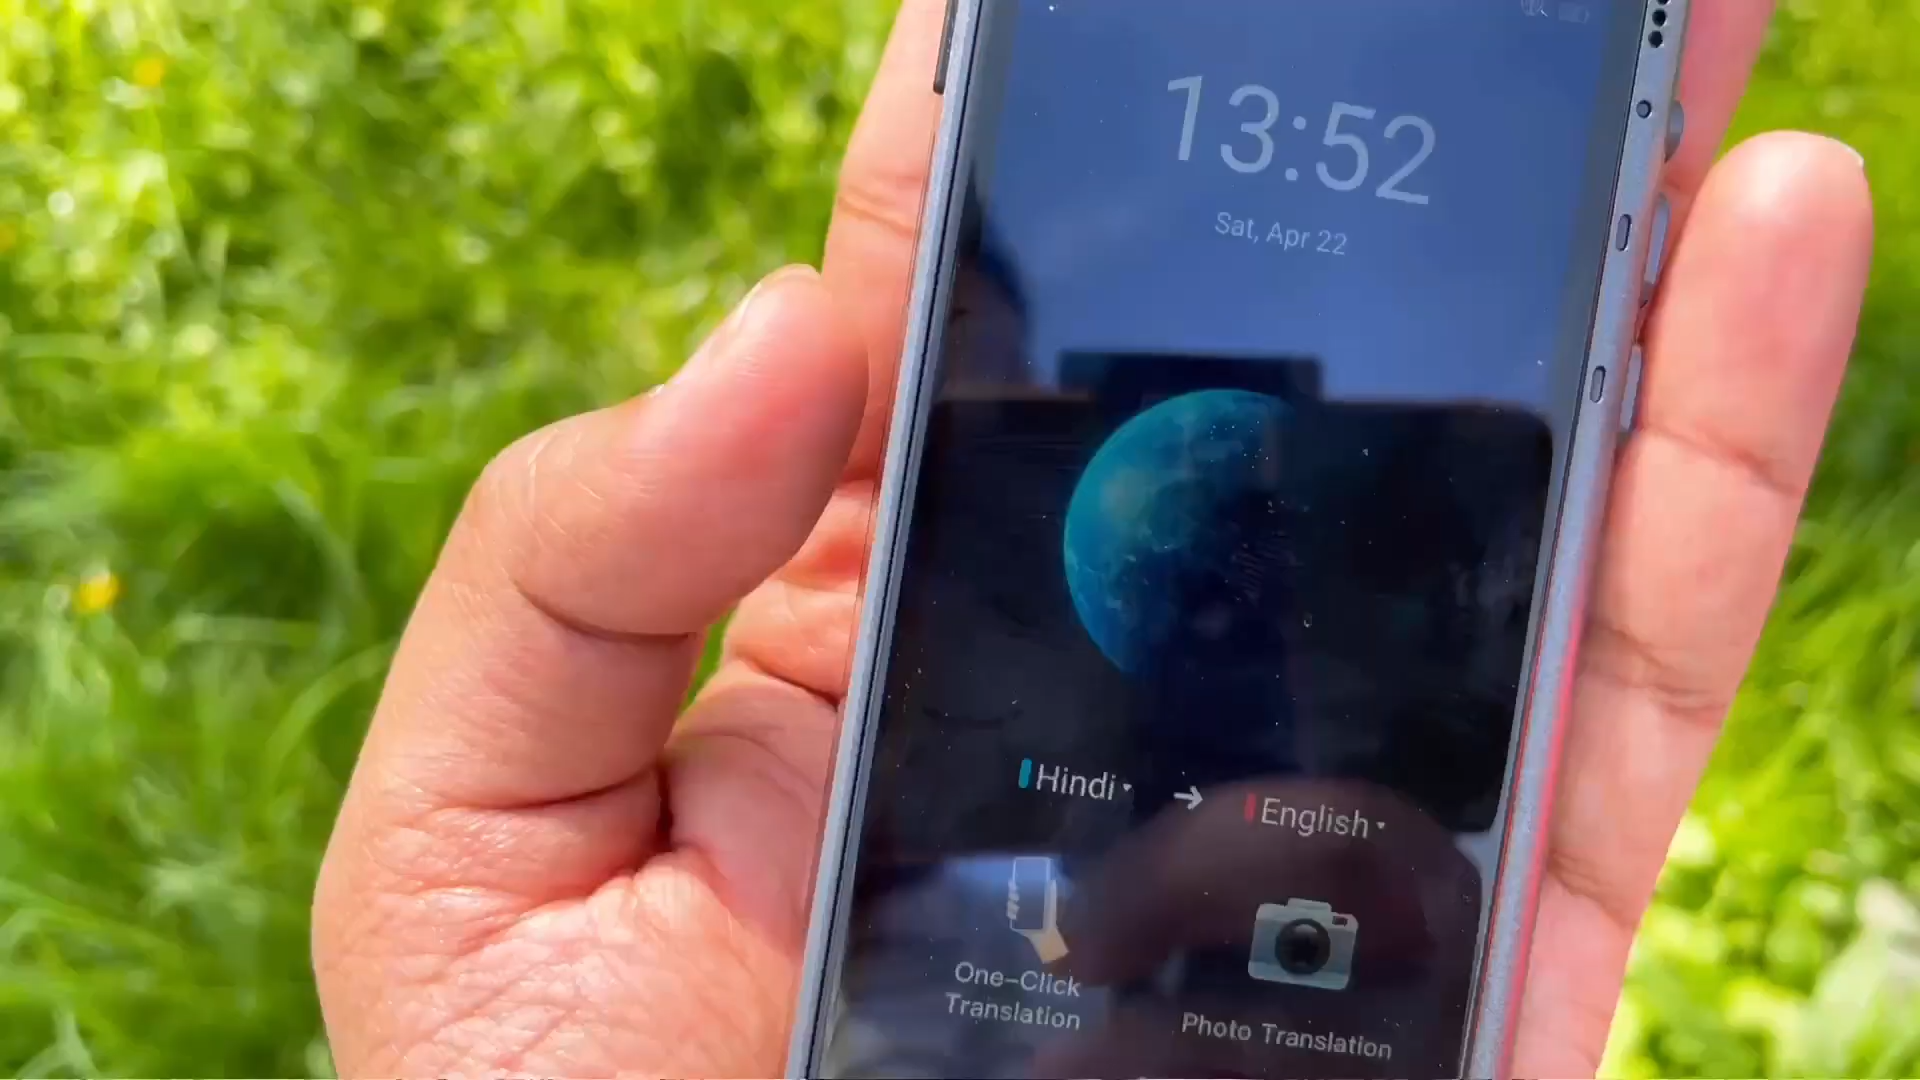 13:52
Sat, Apr 22
Hindi
English
One-Click
Translation
Photo Translation